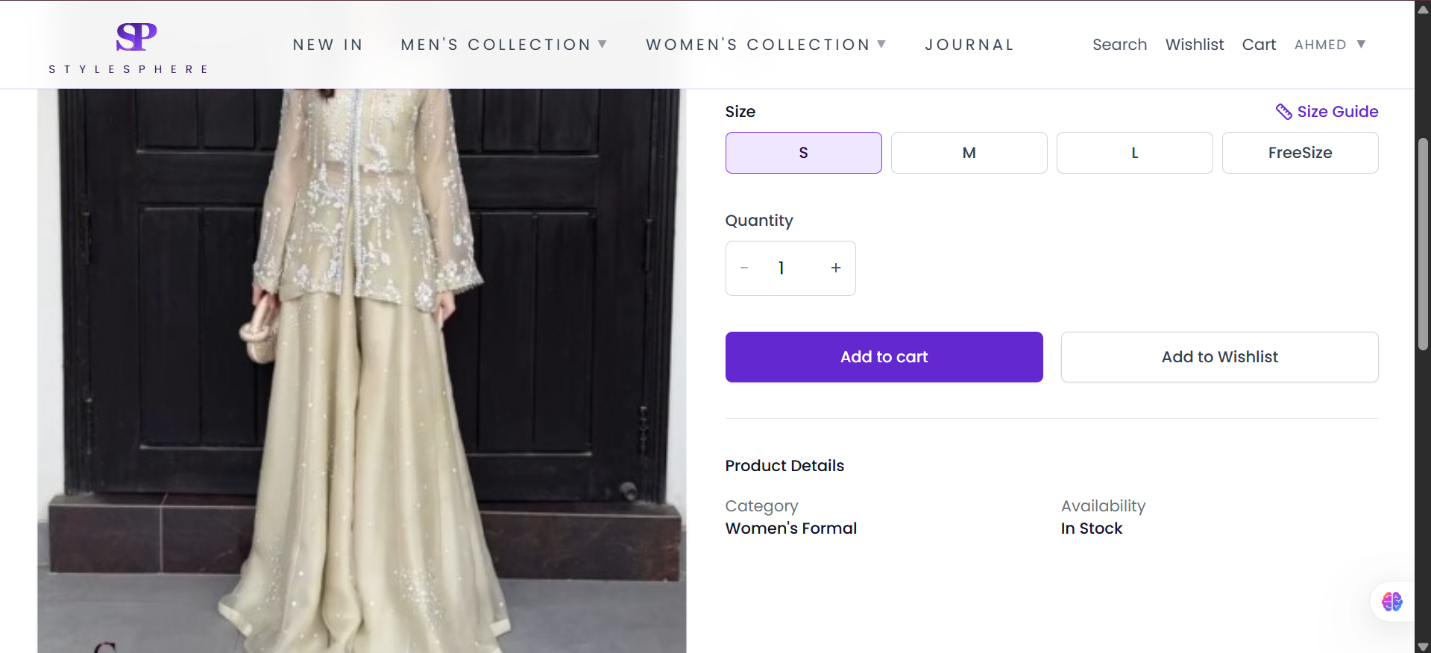 SP
STYLESPHERE
NEW IN
MEN'S COLLECTION ▼
WOMEN'S COLLECTION ▼
JOURNAL
Search
Wishlist
Cart
AHMED ▼
Size
Size Guide
S
M
L
FreeSize
Quantity
− 1 +
Add to cart
Add to Wishlist
Product Details
Category
Women's Formal
Availability
In Stock